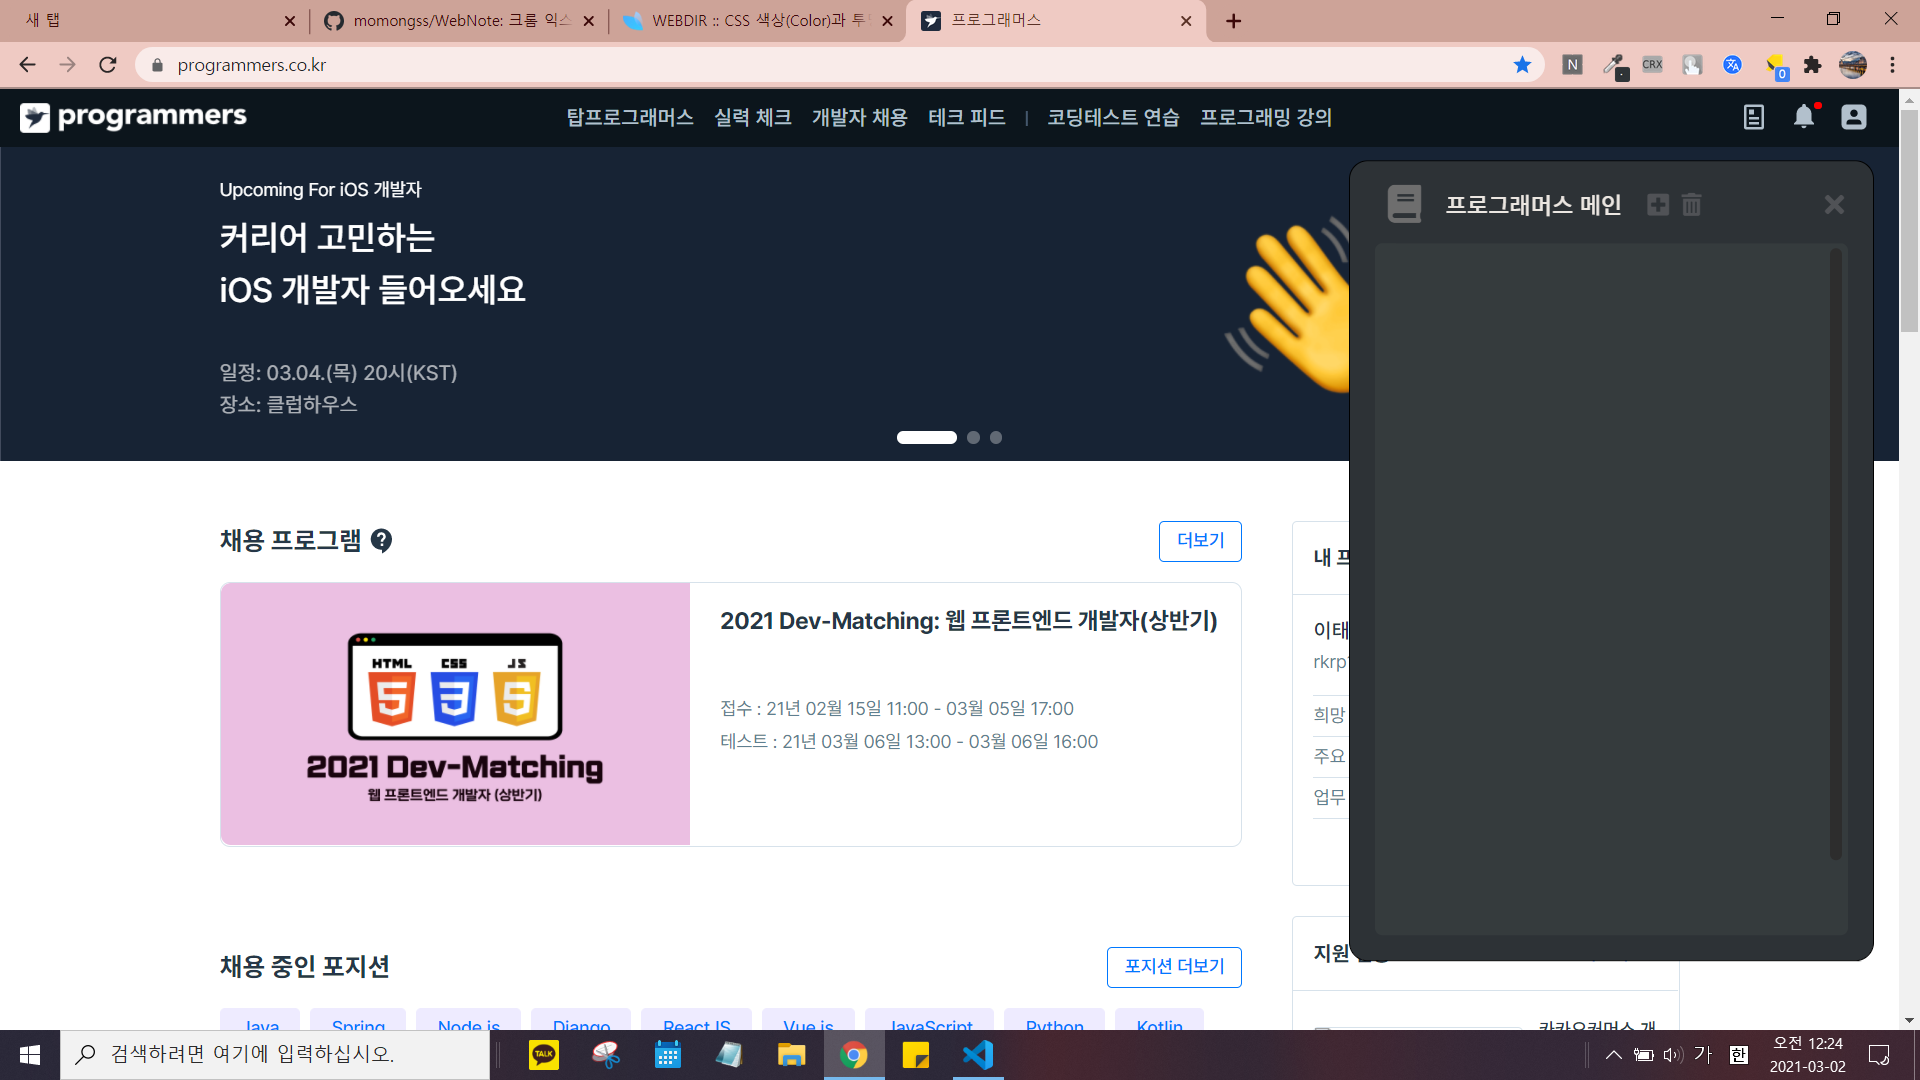 새 탭
momongss/WebNote: 크롬 익스
WEBDIR :: CSS 색상(Color)과 투
프로그래머스
programmers.co.kr
N
CRX
0
programmers
탑프로그래머스 실력 체크 개발자 채용 테크 피드 | 코딩테스트 연습 프로그래밍 강의
Upcoming For iOS 개발자
커리어 고민하는
iOS 개발자 들어오세요
일정: 03.04.(목) 20시(KST)
장소: 클럽하우스
프로그래머스 메인
채용 프로그램
더보기
HTML CSS JS
2021 Dev-Matching
웹 프론트엔드 개발자 (상반기)
2021 Dev-Matching: 웹 프론트엔드 개발자(상반기)
접수 : 21년 02월 15일 11:00 - 03월 05일 17:00
테스트 : 21년 03월 06일 13:00 - 03월 06일 16:00
내 프
이태
rkrp
희망
주요
업무
지원
채용 중인 포지션
포지션 더보기
Java Spring Node.js Django ReactJS Vue.js JavaScript Python Kotlin
카카오커머스 개
검색하려면 여기에 입력하십시오.
TALK
가
한
오전 12:24
2021-03-02